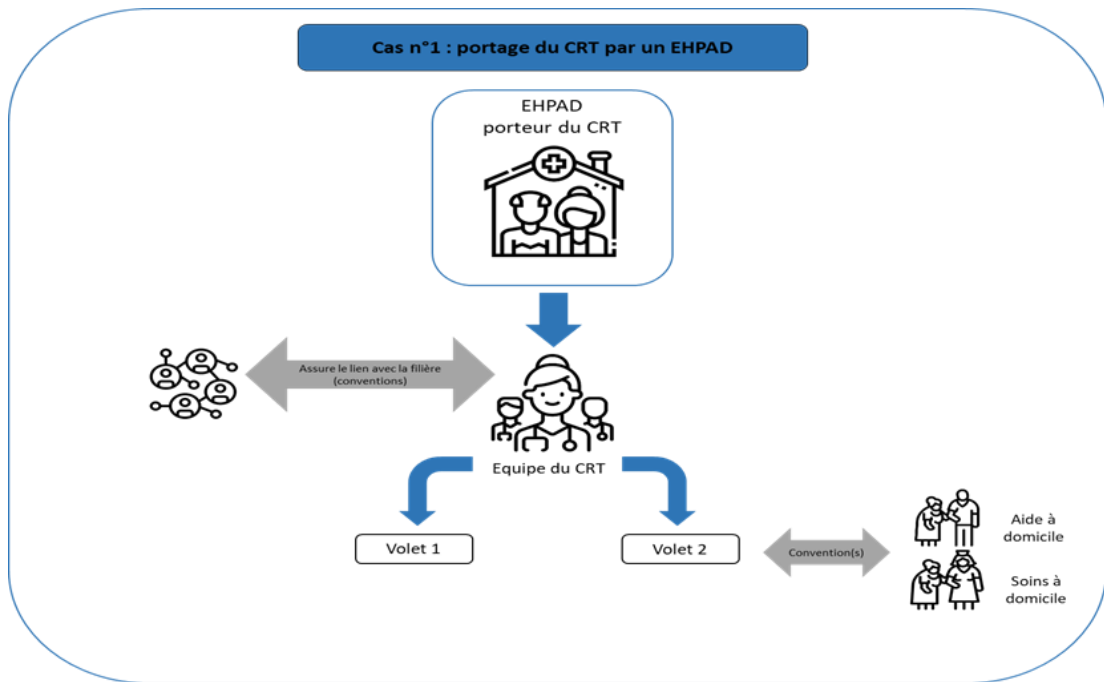 Cas n°1 : portage du CRT par un EHPAD
EHPAD
porteur du CRT
Assure le lien avec la filière
(conventions)
Equipe du CRT
Volet 1
Volet 2
Convention(s)
Aide à
domicile
Soins à
domicile